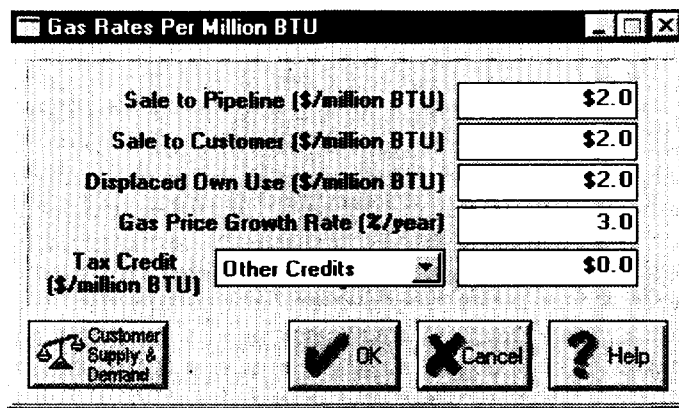 Gas Rates Per Million BTU
Sale to Pipeline ($/million BTU) $2.0
Sale to Customer ($/million BTU) $2.0
Displaced Own Use ($/million BTU) $2.0
Gas Price Growth Rate (%/year) 3.0
Tax Credit
($/million BTU) Other Credits $0.0
Customer
Supply &
Demand
OK
Cancel
Help